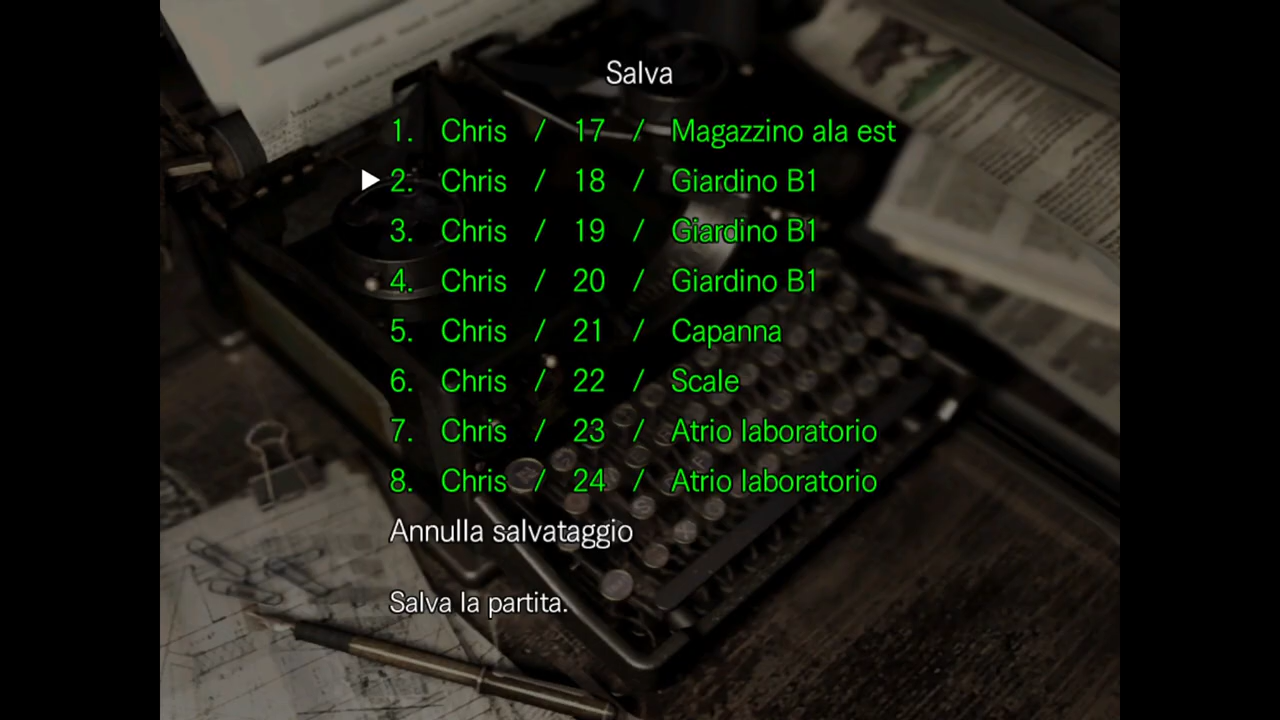 Salva
1. Chris / 17 / Magazzino ala est
2. Chris / 18 / Giardino B1
3. Chris / 19 / Giardino B1
4. Chris / 20 / Giardino B1
5. Chris / 21 / Capanna
6. Chris / 22 / Scale
7. Chris / 23 / Atrio laboratorio
8. Chris / 24 / Atrio laboratorio
Annulla salvataggio
Salva la partita.